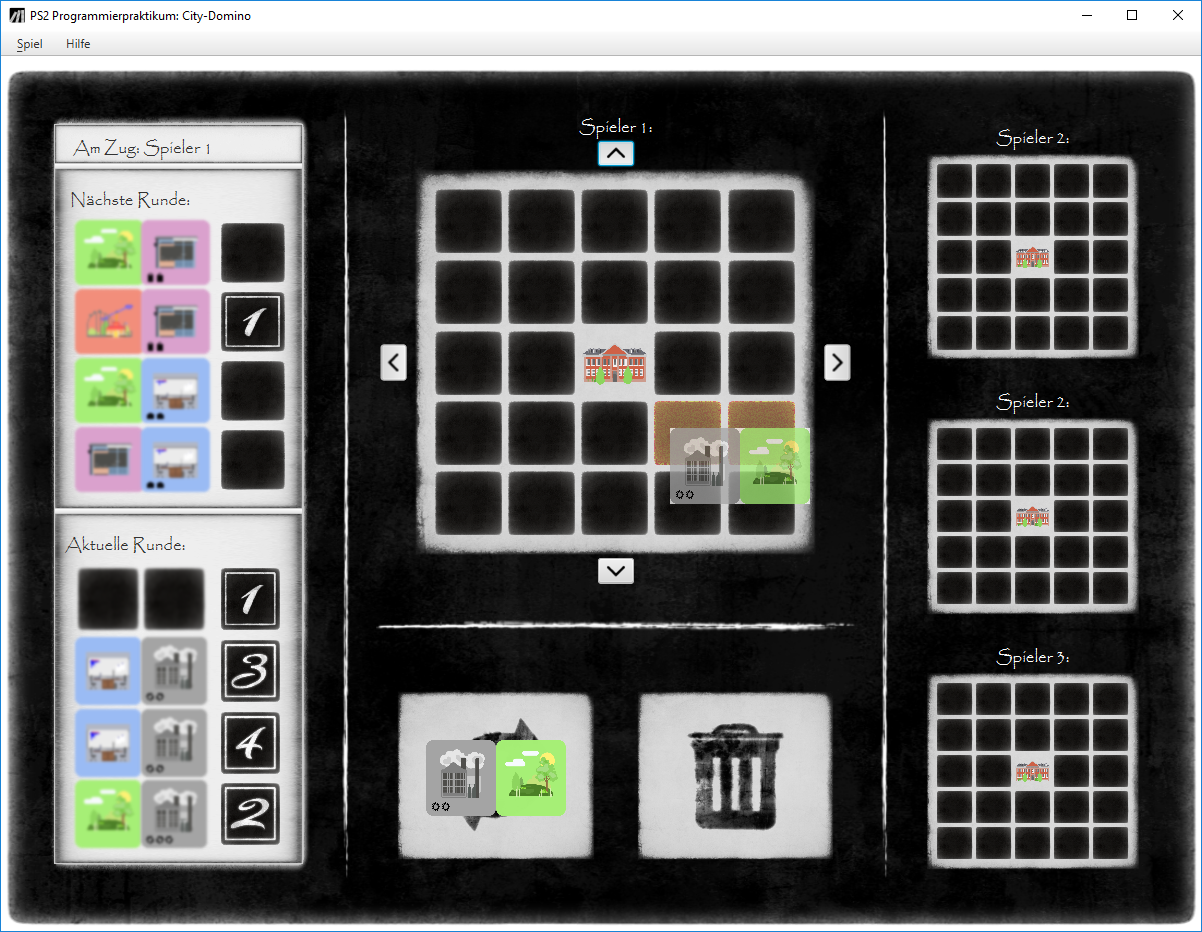 PS2 Programmierpraktikum: City-Domino
Spiel Hilfe
Am Zug: Spieler 1
Nächste Runde:
1
Aktuelle Runde:
1
3
4
2
Spieler 1:
Spieler 2:
Spieler 2:
Spieler 3: